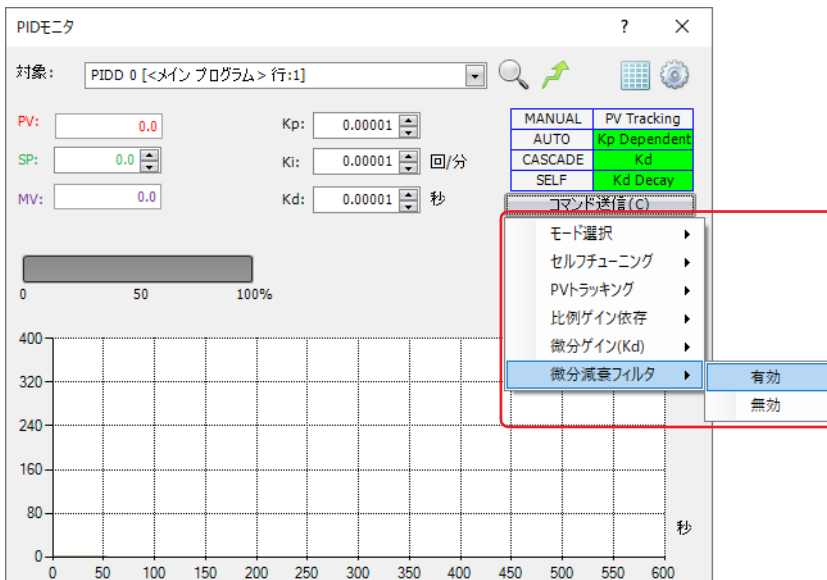 PIDモニタ ? ×
対象: PIDD 0 [<メイン プログラム> 行:1]
PV: 0.0 Kp: 0.00001 MANUAL PV Tracking
AUTO Kp Dependent
SP: 0.0 Ki: 0.00001 回/分 CASCADE Kd
SELF Kd Decay
MV: 0.0 Kd: 0.00001 秒 コマンド送信(C)
モード選択
セルフチューニング
PVトラッキング
0 50 100%
比例ゲイン依存
微分ゲイン(Kd)
微分減衰フィルタ 有効
無効
400
320
240
160
80 秒
0
0 50 100 150 200 250 300 350 400 450 500 550 600